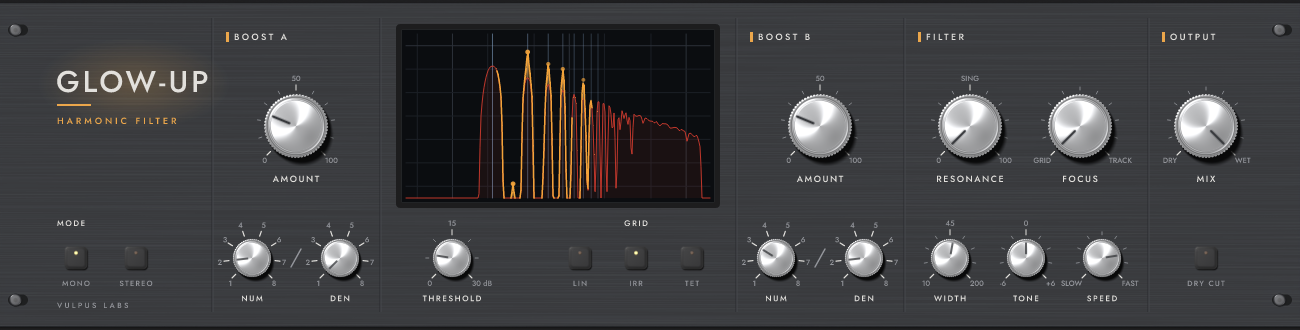 GLOW-UP
HARMONIC FILTER
MODE
MONO STEREO
VULPUS LABS
BOOST A
50
0 100
AMOUNT
1 2 3 4 5 6 7 8
NUM
/
1 2 3 4 5 6 7 8
DEN
15
0 30 dB
THRESHOLD
GRID
LIN IRR TET
BOOST B
50
0 100
AMOUNT
1 2 3 4 5 6 7 8
NUM
/
1 2 3 4 5 6 7 8
DEN
FILTER
SING
0 100
RESONANCE
GRID TRACK
FOCUS
45
10 200
WIDTH
0
-6 +6
TONE
SLOW FAST
SPEED
OUTPUT
DRY WET
MIX
DRY CUT